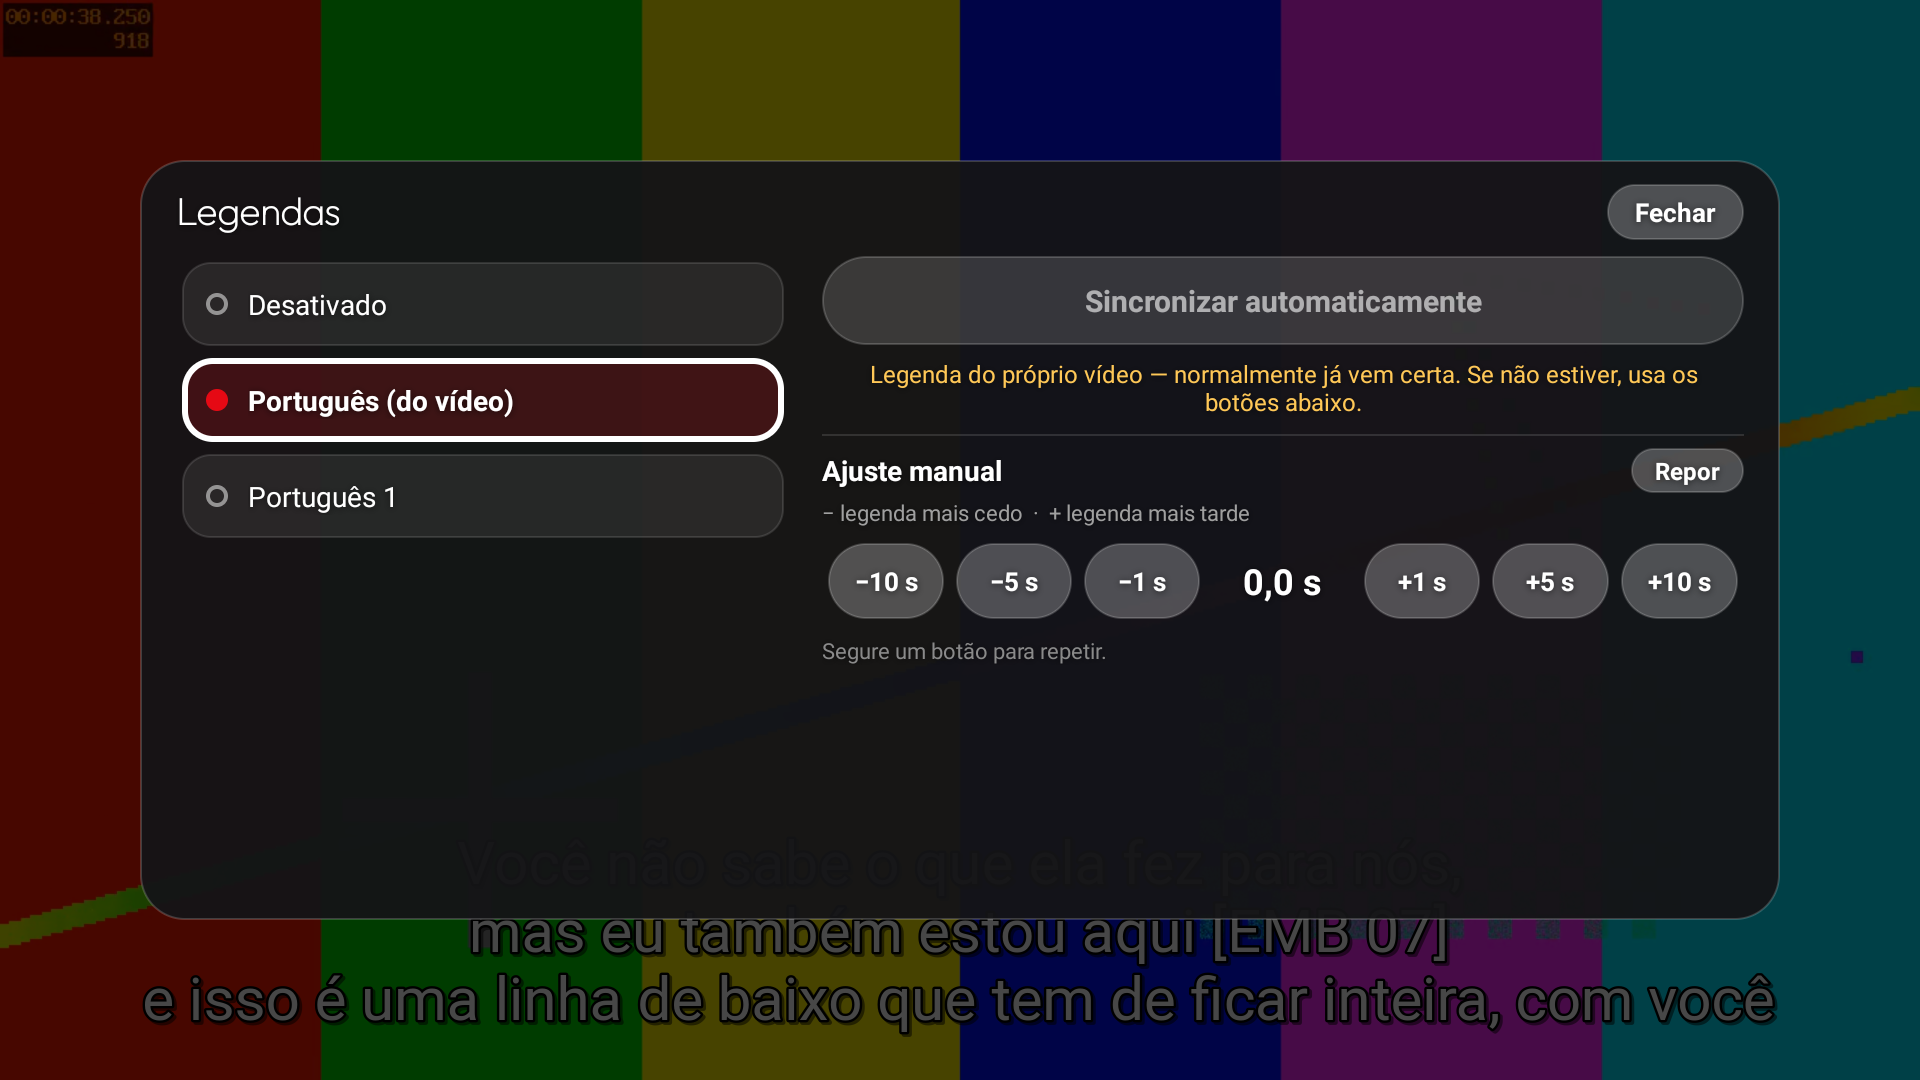 00:00:38.250
918
Legendas
Fechar
Desativado
Português (do vídeo)
Português 1
Sincronizar automaticamente
Legenda do próprio vídeo — normalmente já vem certa. Se não estiver, usa os
botões abaixo.
Ajuste manual
Repor
− legenda mais cedo · + legenda mais tarde
−10 s
−5 s
−1 s
0,0 s
+1 s
+5 s
+10 s
Segure um botão para repetir.
Você não sabe o que ela fez para nós,
mas eu também estou aqui [EMB 07]
e isso é uma linha de baixo que tem de ficar inteira, com você